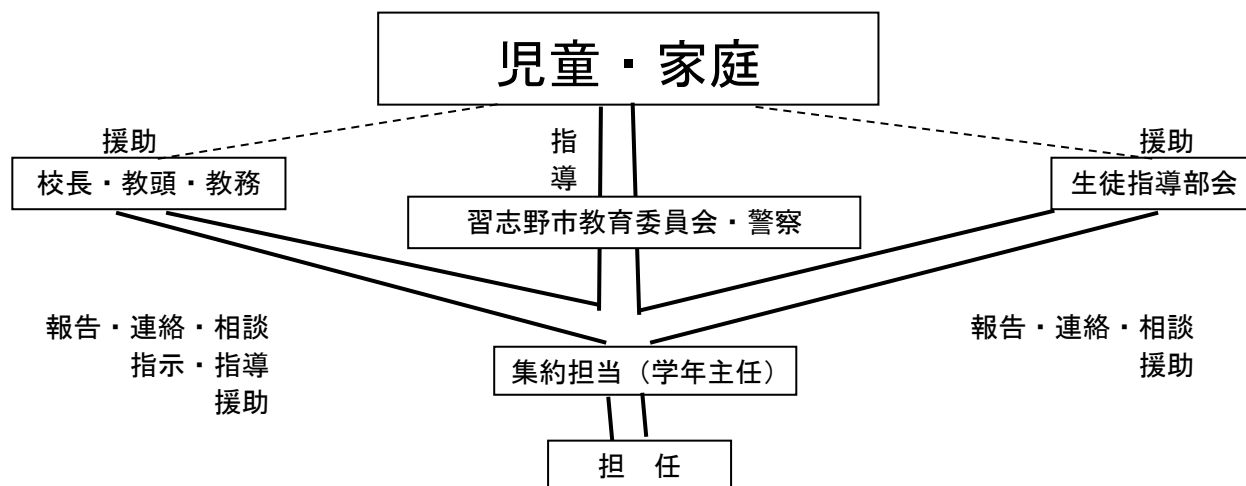 児童・家庭
援助
指導
援助
校長・教頭・教務
生徒指導部会
習志野市教育委員会・警察
報告・連絡・相談
指示・指導
援助
報告・連絡・相談
援助
集約担当（学年主任）
担　任